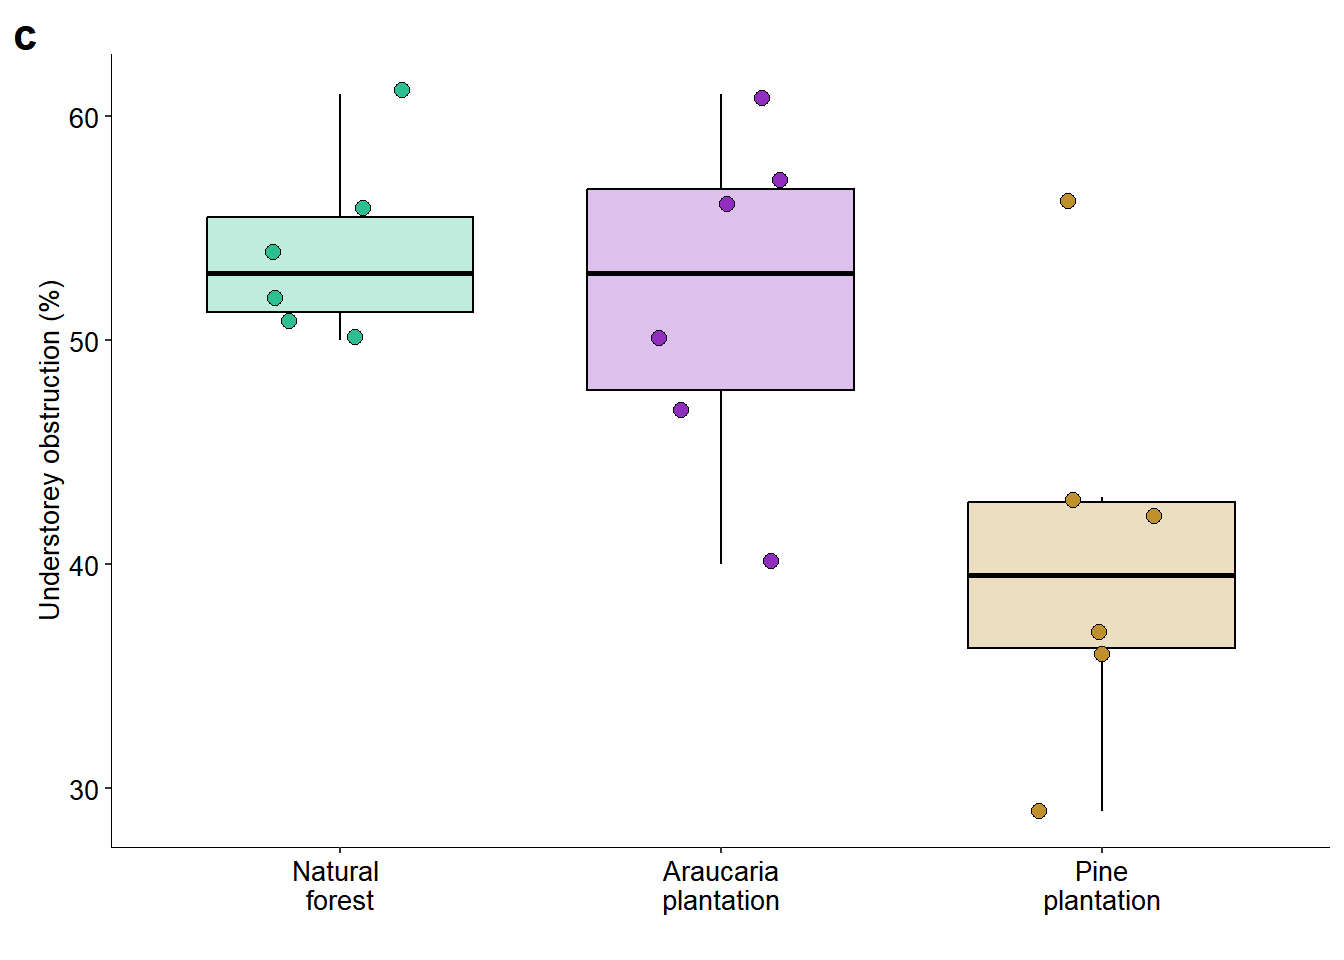 c
60
50
40
30
Understorey obstruction (%)
Natural
forest
Araucaria
plantation
Pine
plantation